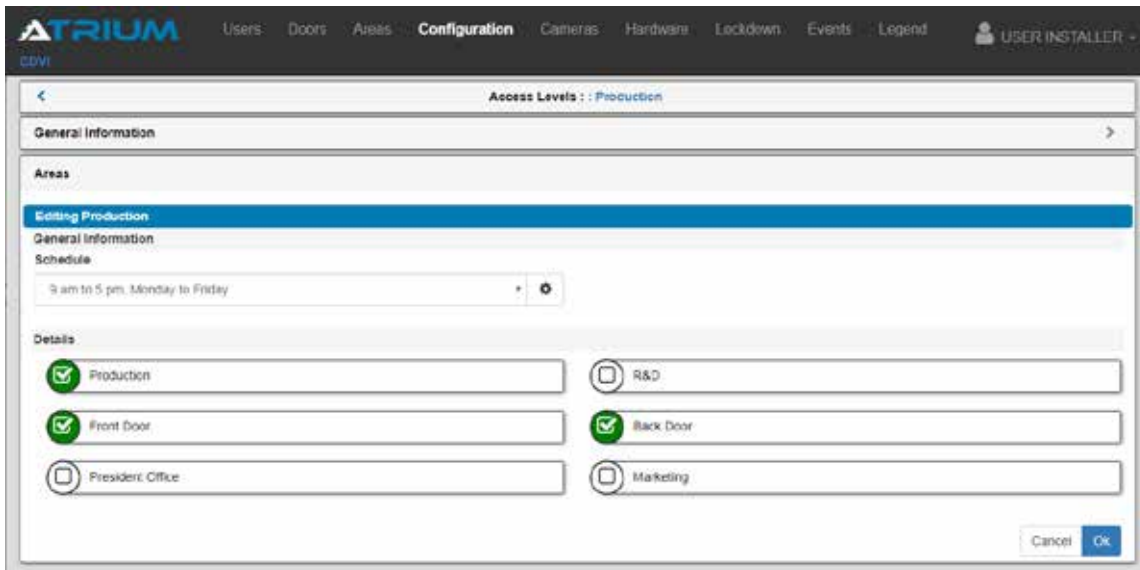 ATRIUM
CDVI
Users Doors Areas Configuration Cameras Hardware Lockdown Events Legend USER INSTALLER
Access Levels : : Production
General Information
Areas
Editing Production
General Information
Schedule
9 am to 5 pm, Monday to Friday
Details
Production R&D
Front Door Back Door
President Office Marketing
Cancel Ok